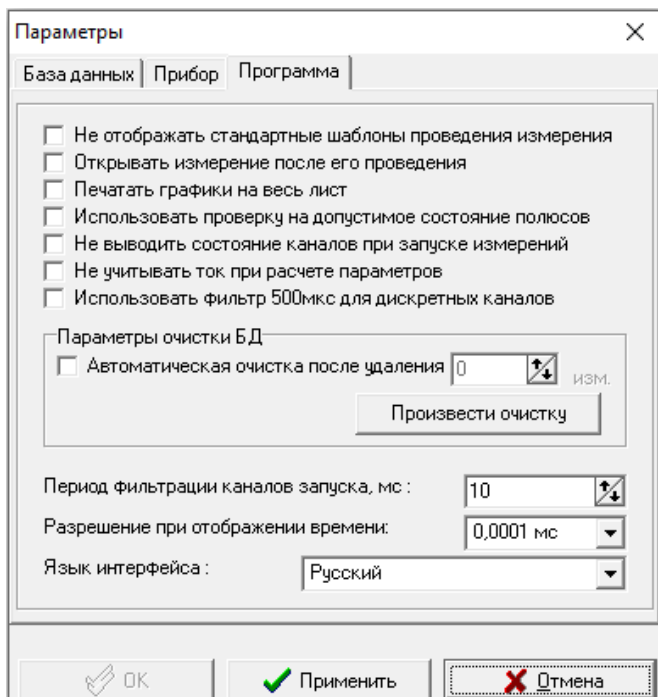 Параметры
База данных Прибор Программа
Не отображать стандартные шаблоны проведения измерения
Открывать измерение после его проведения
Печатать графики на весь лист
Использовать проверку на допустимое состояние полюсов
Не выводить состояние каналов при запуске измерений
Не учитывать ток при расчете параметров
Использовать фильтр 500мкс для дискретных каналов
Параметры очистки БД
Автоматическая очистка после удаления 0 изм.
Произвести очистку
Период фильтрации каналов запуска, мс : 10
Разрешение при отображении времени: 0,0001 мс
Язык интерфейса : Русский
OK Применить Отмена